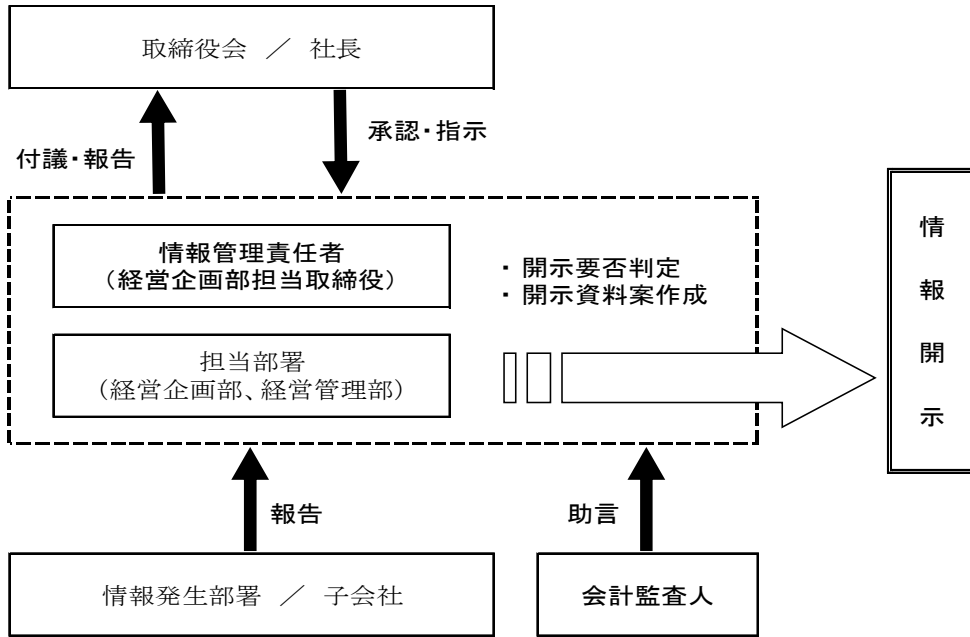 取締役会 ／ 社長
付議・報告
承認・指示
情報管理責任者
（経営企画部担当取締役）
・ 開示要否判定
・ 開示資料案作成
担当部署
（経営企画部、経営管理部）
情報開示
報告
助言
情報発生部署 ／ 子会社
会計監査人